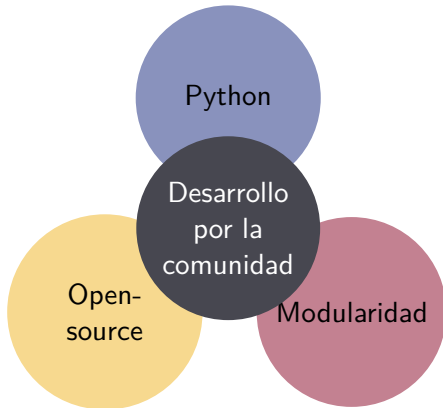 Python
Desarrollo
por la
comunidad
Open-
source
Modularidad